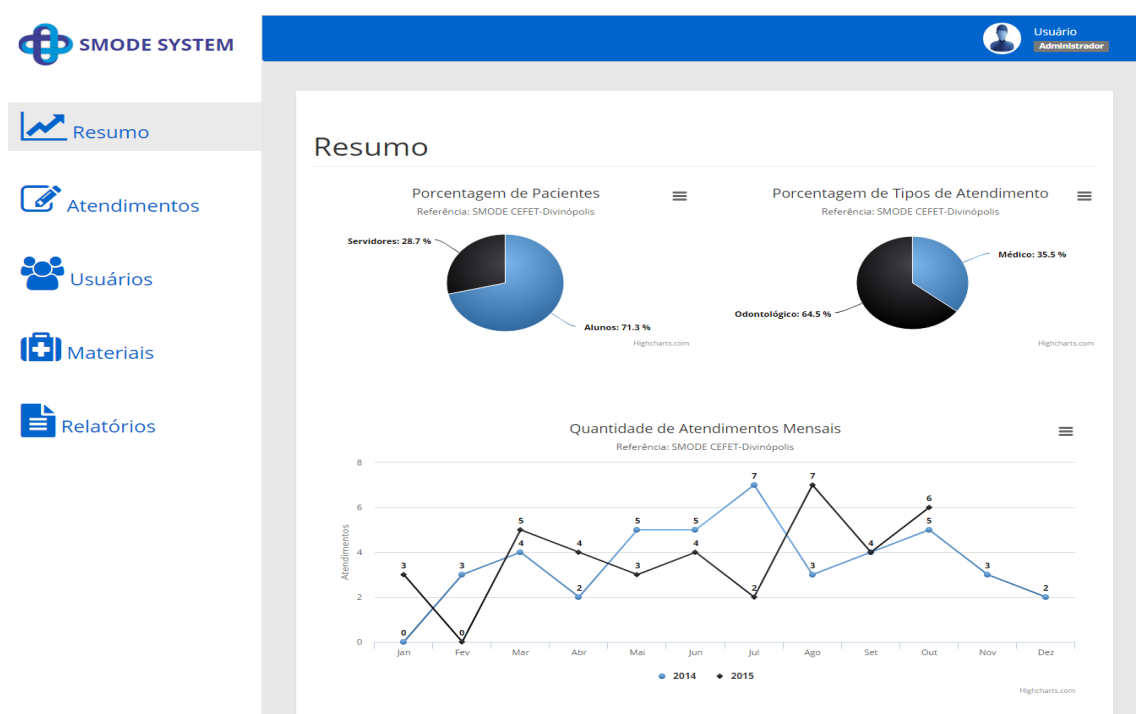 SMODE SYSTEM
Usuário
Administrador
Resumo
Atendimentos
Usuários
Materiais
Relatórios
Resumo
Porcentagem de Pacientes
Referência: SMODE CEFET-Divinópolis
Servidores: 28.7 %
Alunos: 71.3 %
Highcharts.com
Porcentagem de Tipos de Atendimento
Referência: SMODE CEFET-Divinópolis
Médico: 35.5 %
Odontológico: 64.5 %
Highcharts.com
Quantidade de Atendimentos Mensais
Referência: SMODE CEFET-Divinópolis
Atendimentos
8
6
4
2
0
0 3 4 2 5 5 7 3 4 5 3 2
3 0 5 4 3 4 2 7 4 6
Jan Fev Mar Abr Mai Jun Jul Ago Set Out Nov Dez
2014 2015
Highcharts.com